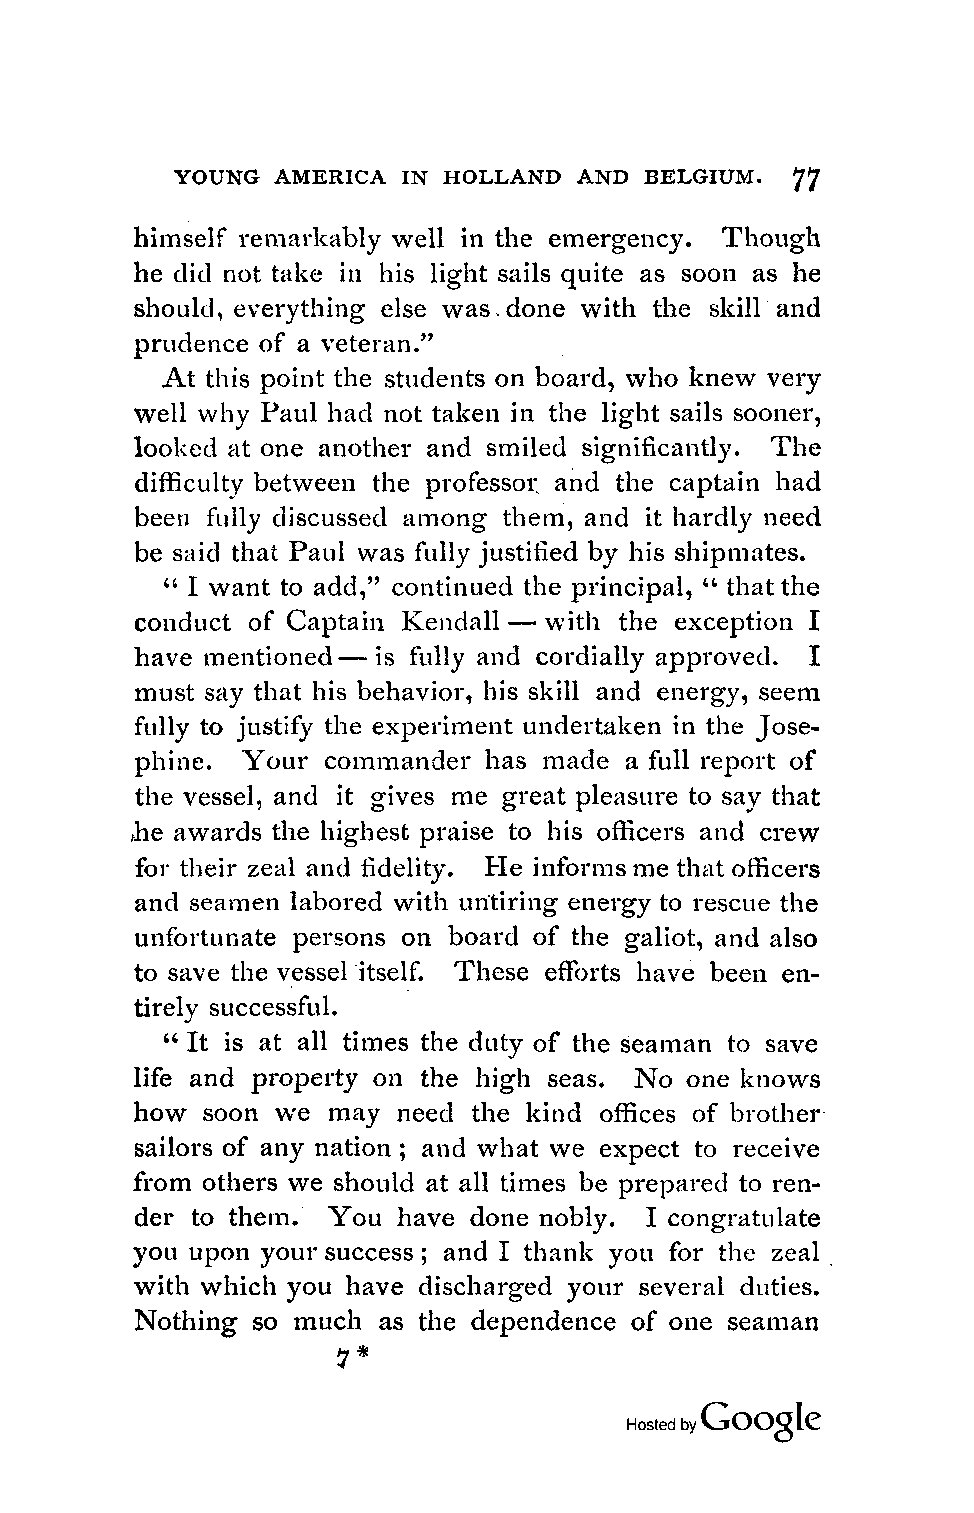 YOUNG AMERICA IN HOLLAND AND BELGIUM. 77
himself remarkably well in the emergency. Though
he did not take in his light sails quite as soon as he
should, everything else was done with the skill and
prudence of a veteran.”
At this point the students on board, who knew very
well why Paul had not taken in the light sails sooner,
looked at one another and smiled significantly. The
difficulty between the professor and the captain had
been fully discussed among them, and it hardly need
be said that Paul was fully justified by his shipmates.
“ I want to add,” continued the principal, “ that the
conduct of Captain Kendall — with the exception I
have mentioned — is fully and cordially approved. I
must say that his behavior, his skill and energy, seem
fully to justify the experiment undertaken in the Jose-
phine. Your commander has made a full report of
the vessel, and it gives me great pleasure to say that
he awards the highest praise to his officers and crew
for their zeal and fidelity. He informs me that officers
and seamen labored with untiring energy to rescue the
unfortunate persons on board of the galiot, and also
to save the vessel itself. These efforts have been en-
tirely successful.
“ It is at all times the duty of the seaman to save
life and property on the high seas. No one knows
how soon we may need the kind offices of brother
sailors of any nation ; and what we expect to receive
from others we should at all times be prepared to ren-
der to them. You have done nobly. I congratulate
you upon your success ; and I thank you for the zeal
with which you have discharged your several duties.
Nothing so much as the dependence of one seaman
7 *
Hosted by Google